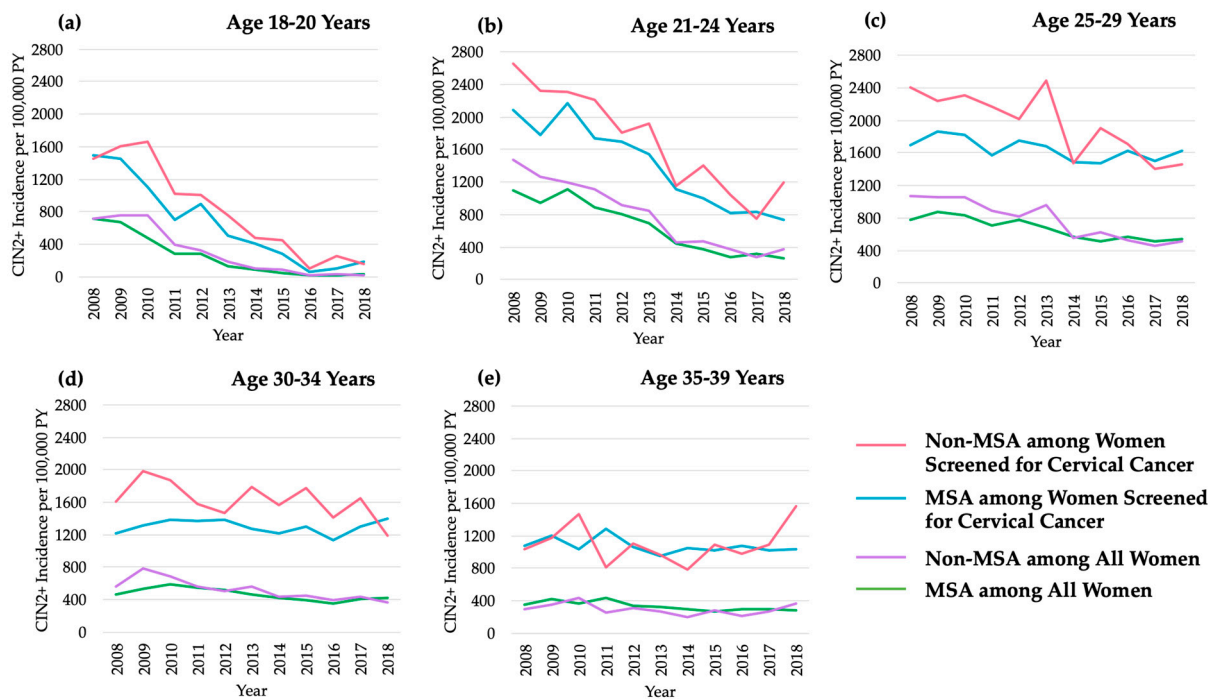 (a) Age 18-20 Years
CIN2+ Incidence per 100,000 PY
2800
2400
2000
1600
1200
800
400
0
2008 2009 2010 2011 2012 2013 2014 2015 2016 2017 2018
Year
(b) Age 21-24 Years
CIN2+ Incidence per 100,000 PY
2800
2400
2000
1600
1200
800
400
0
2008 2009 2010 2011 2012 2013 2014 2015 2016 2017 2018
Year
(c) Age 25-29 Years
CIN2+ Incidence per 100,000 PY
2800
2400
2000
1600
1200
800
400
0
2008 2009 2010 2011 2012 2013 2014 2015 2016 2017 2018
Year
(d) Age 30-34 Years
CIN2+ Incidence per 100,000 PY
2800
2400
2000
1600
1200
800
400
0
2008 2009 2010 2011 2012 2013 2014 2015 2016 2017 2018
Year
(e) Age 35-39 Years
CIN2+ Incidence per 100,000 PY
2800
2400
2000
1600
1200
800
400
0
2008 2009 2010 2011 2012 2013 2014 2015 2016 2017 2018
Year
Non-MSA among Women
Screened for Cervical Cancer
MSA among Women Screened
for Cervical Cancer
Non-MSA among All Women
MSA among All Women